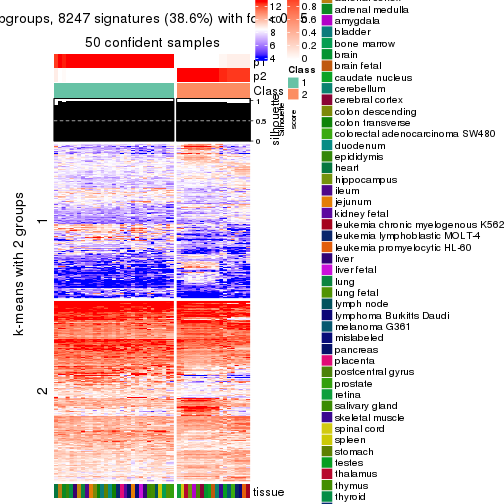 ogroups, 8247 signatures (38.6%) with fd
50 confident samples
p1
p2
Class
silhouette
1
0.5
0
12
10
8
6
4
0.8
0.6
0.4
0.2
0
Class
1
2
silhouette
score
k-means with 2 groups
1
2
tissue
adrenal medulla
amygdala
bladder
bone marrow
brain
brain fetal
caudate nucleus
cerebellum
cerebral cortex
colon descending
colon transverse
colorectal adenocarcinoma SW480
duodenum
epididymis
heart
hippocampus
ileum
jejunum
kidney fetal
leukemia chronic myelogenous K562
leukemia lymphoblastic MOLT-4
leukemia promyelocytic HL-60
liver
liver fetal
lung
lung fetal
lymph node
lymphoma Burkitts Daudi
melanoma G361
mislabeled
pancreas
placenta
postcentral gyrus
prostate
retina
salivary gland
skeletal muscle
spinal cord
spleen
stomach
testes
thalamus
thymus
thyroid